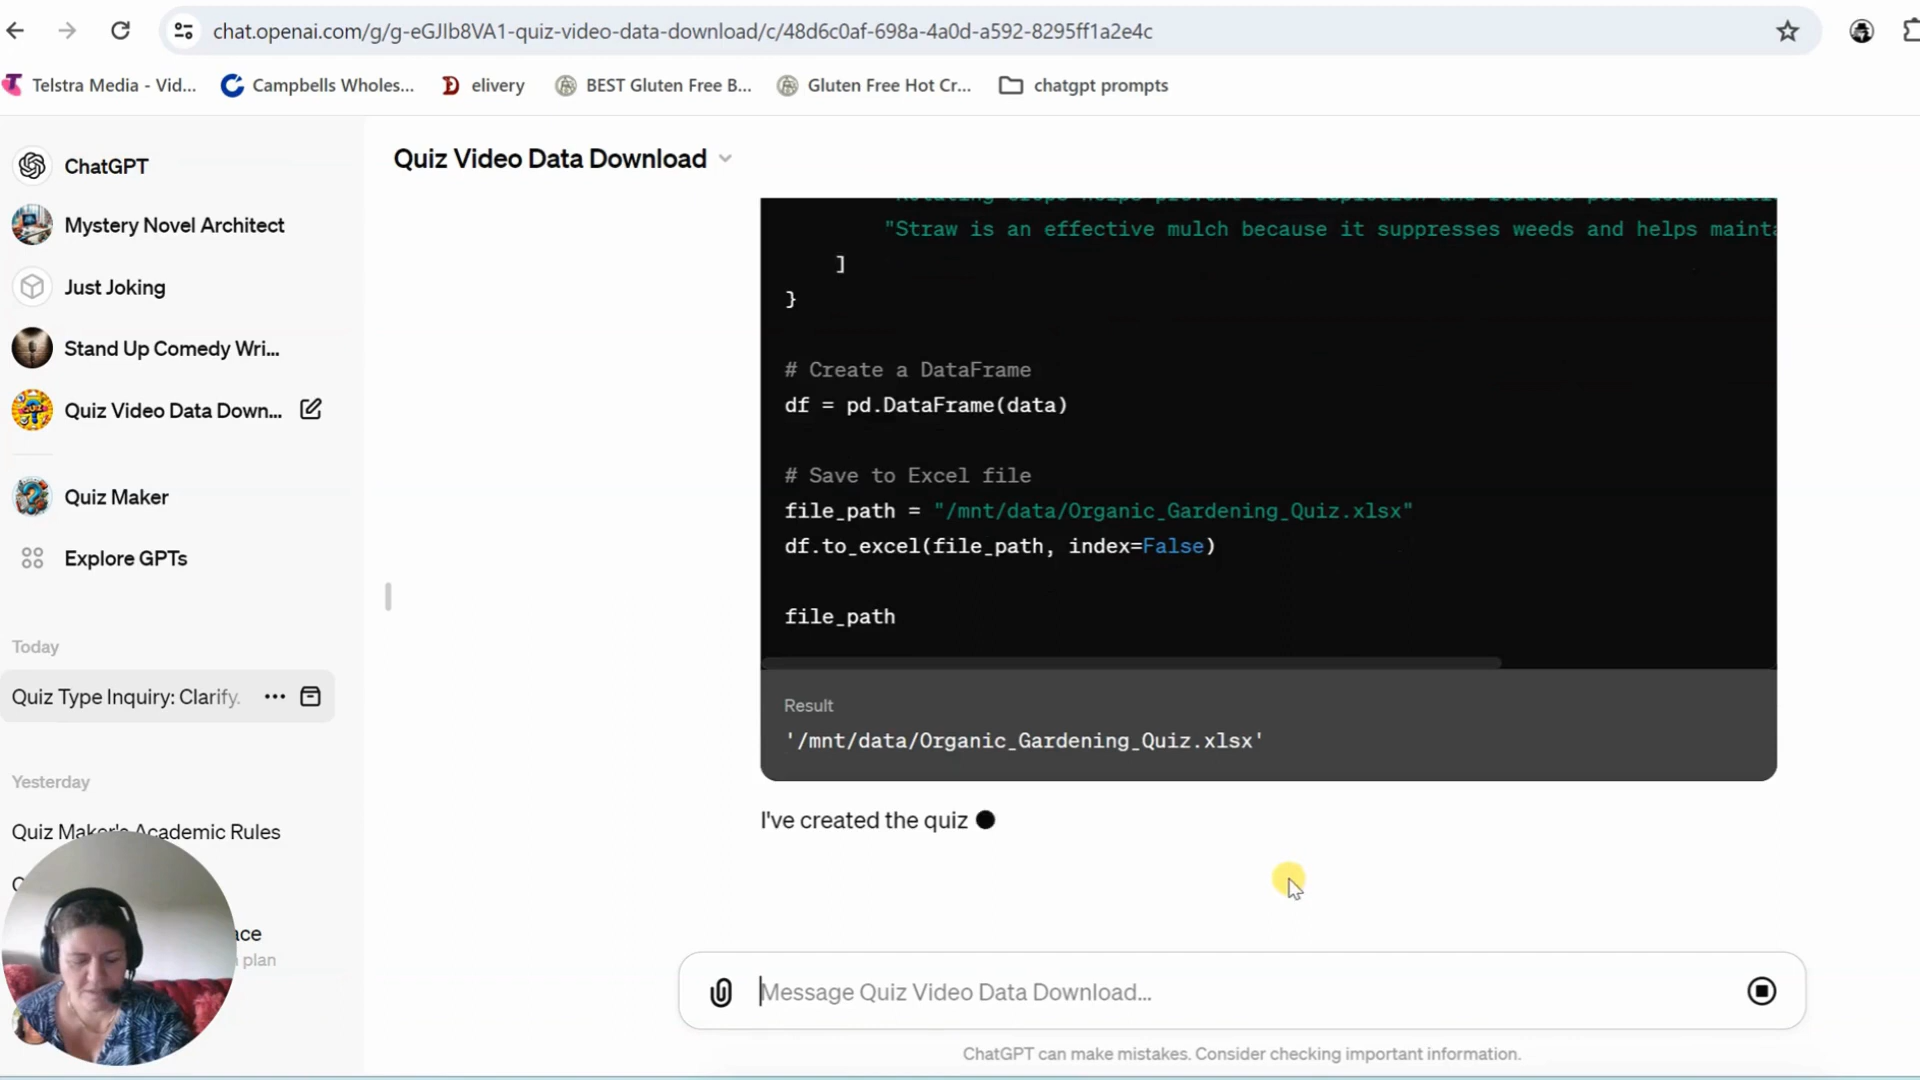 chat.openai.com/g/g-eGJIb8VA1-quiz-video-data-download/c/48d6c0af-698a-4a0d-a592-8295ff1a2e4c
Telstra Media - Vid... Campbells Wholes... elivery BEST Gluten Free B... Gluten Free Hot Cr... chatgpt prompts
ChatGPT
Mystery Novel Architect
Just Joking
Stand Up Comedy Wri...
Quiz Video Data Down...
Quiz Maker
Explore GPTs
Today
Quiz Type Inquiry: Clarify.
Yesterday
Quiz Maker's Academic Rules
ace
plan
Quiz Video Data Download
"Straw is an effective mulch because it suppresses weeds and helps mainta
]
}
# Create a DataFrame
df = pd.DataFrame(data)
# Save to Excel file
file_path = "/mnt/data/Organic_Gardening_Quiz.xlsx"
df.to_excel(file_path, index=False)
file_path
Result
'/mnt/data/Organic_Gardening_Quiz.xlsx'
I've created the quiz
Message Quiz Video Data Download...
ChatGPT can make mistakes. Consider checking important information.